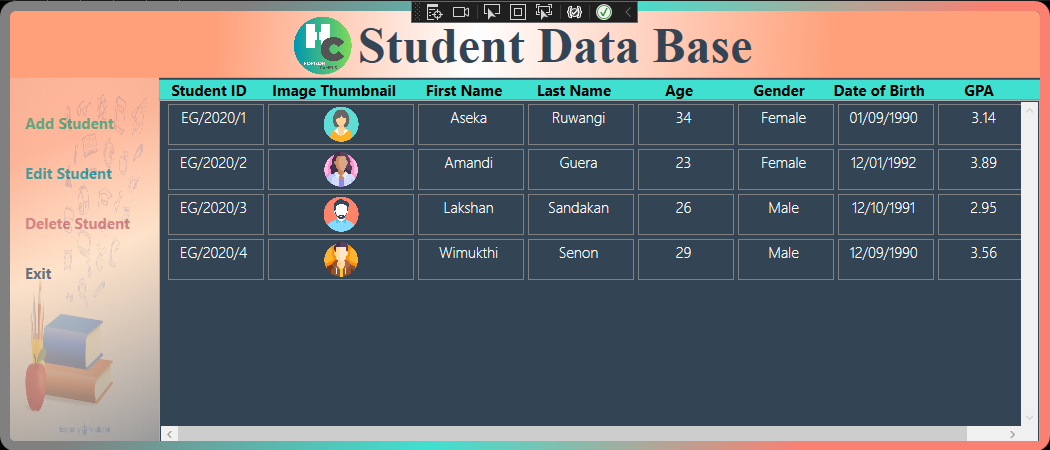 HC
Student Data Base
Student ID Image Thumbnail First Name Last Name Age Gender Date of Birth GPA
Add Student
Edit Student
Delete Student
Exit
EG/2020/1 Aseka Ruwangi 34 Female 01/09/1990 3.14
EG/2020/2 Amandi Guera 23 Female 12/01/1992 3.89
EG/2020/3 Lakshan Sandakan 26 Male 12/10/1991 2.95
EG/2020/4 Wimukthi Senon 29 Male 12/09/1990 3.56